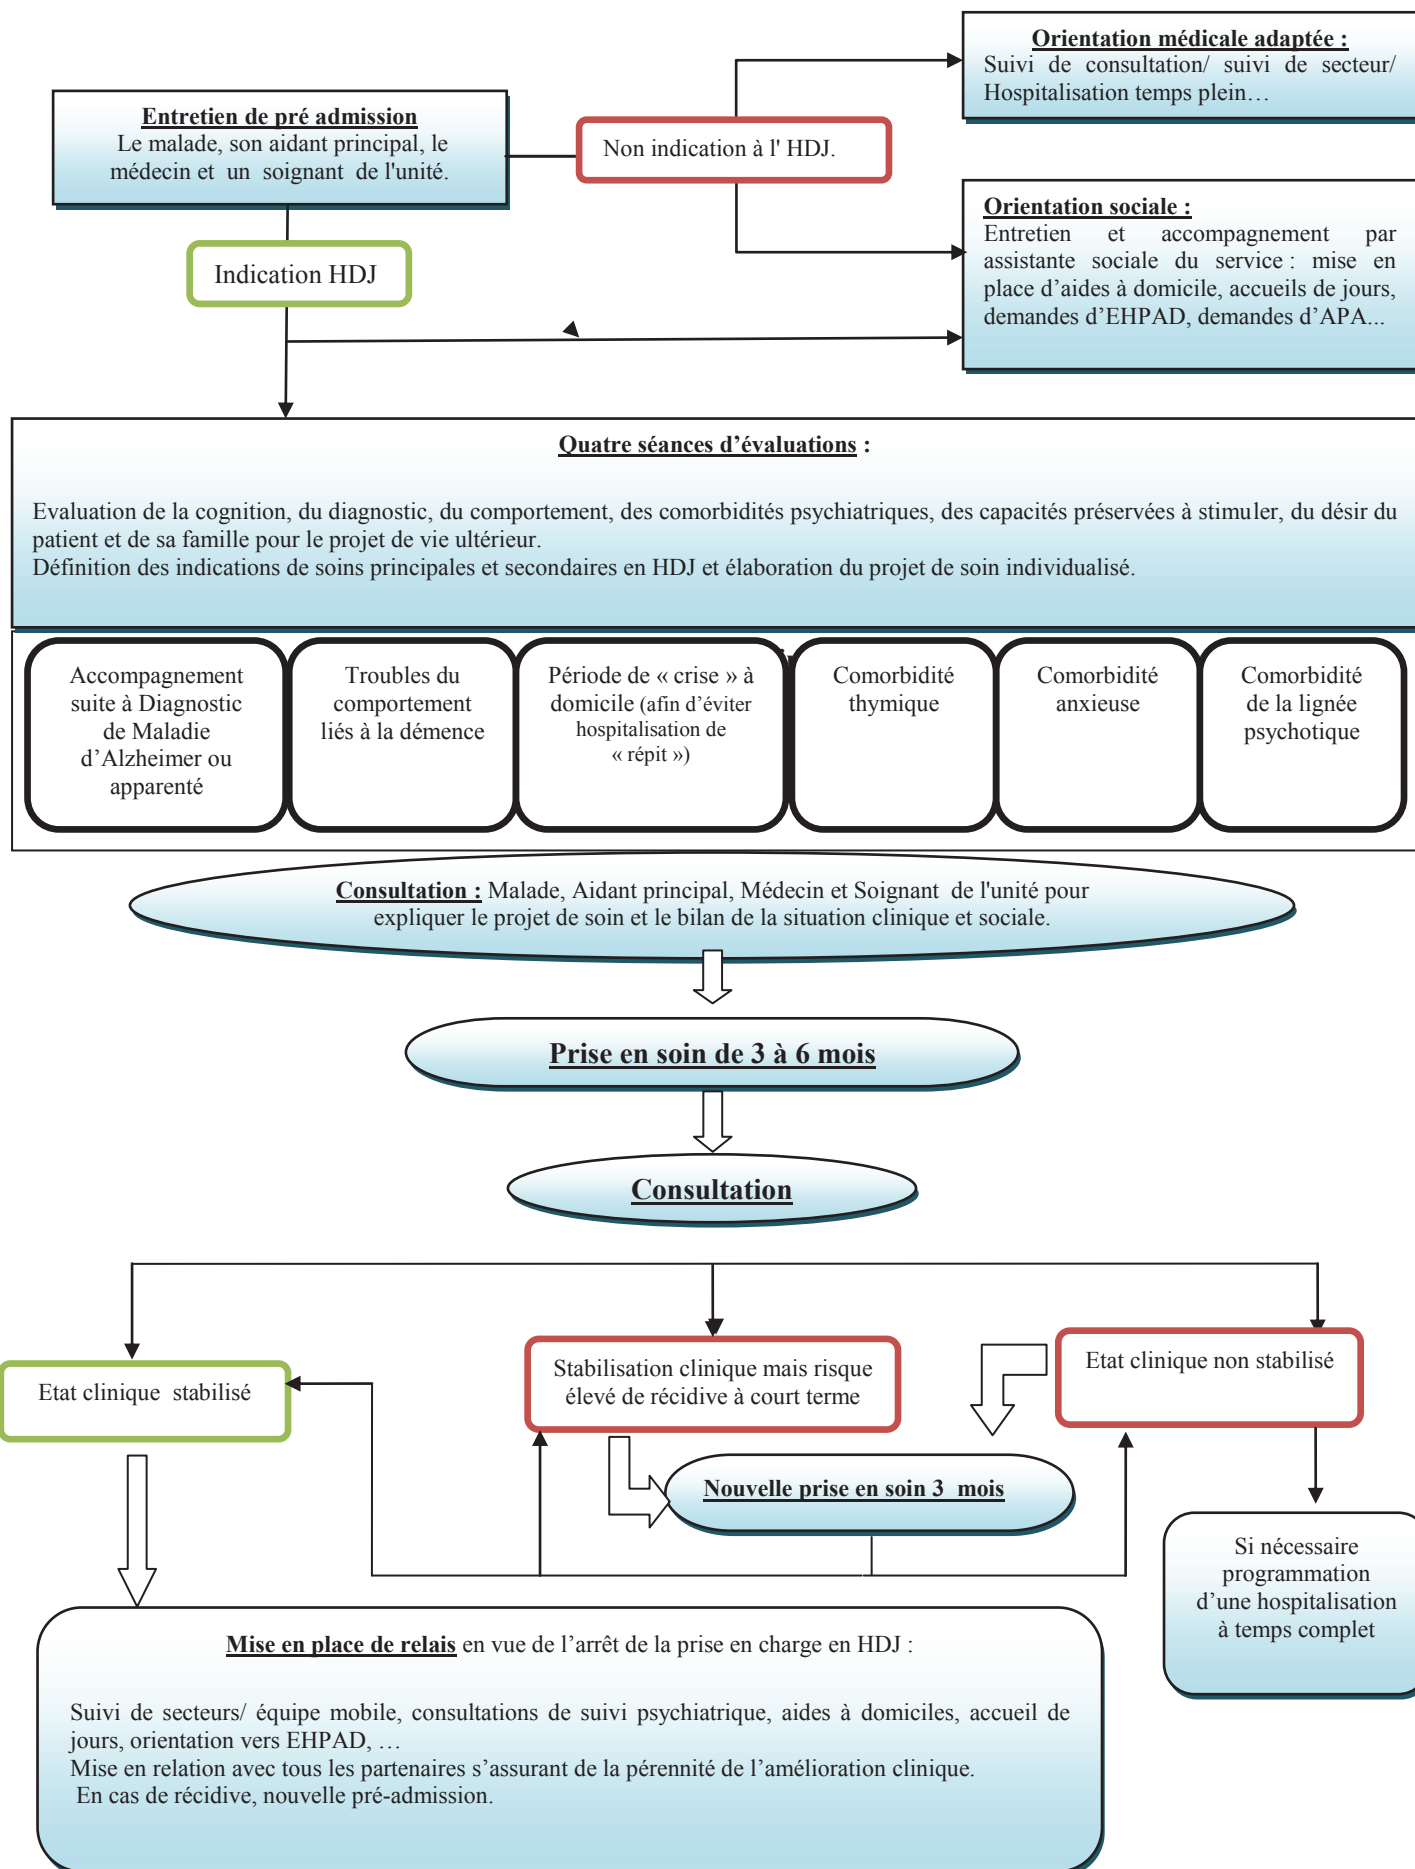 Orientation médicale adaptée :
Suivi de consultation/ suivi de secteur/
Hospitalisation temps plein…
Entretien de pré admission
Le malade, son aidant principal, le
médecin et un soignant de l'unité.
Non indication à l' HDJ.
Orientation sociale :
Entretien et accompagnement par
assistante sociale du service : mise en
place d’aides à domicile, accueils de jours,
demandes d’EHPAD, demandes d’APA...
Indication HDJ
Quatre séances d’évaluations :
Evaluation de la cognition, du diagnostic, du comportement, des comorbidités psychiatriques, des capacités préservées à stimuler, du désir du
patient et de sa famille pour le projet de vie ultérieur.
Définition des indications de soins principales et secondaires en HDJ et élaboration du projet de soin individualisé.
Accompagnement
suite à Diagnostic
de Maladie
d’Alzheimer ou
apparenté
Troubles du
comportement
liés à la démence
Période de « crise » à
domicile (afin d’éviter
hospitalisation de
« répit »)
Comorbidité
thymique
Comorbidité
anxieuse
Comorbidité
de la lignée
psychotique
Consultation : Malade, Aidant principal, Médecin et Soignant de l'unité pour
expliquer le projet de soin et le bilan de la situation clinique et sociale.
Prise en soin de 3 à 6 mois
Consultation
Etat clinique stabilisé
Stabilisation clinique mais risque
élevé de récidive à court terme
Etat clinique non stabilisé
Nouvelle prise en soin 3 mois
Si nécessaire
programmation
d’une hospitalisation
à temps complet
Mise en place de relais en vue de l’arrêt de la prise en charge en HDJ :
Suivi de secteurs/ équipe mobile, consultations de suivi psychiatrique, aides à domiciles, accueil de
jours, orientation vers EHPAD, …
Mise en relation avec tous les partenaires s’assurant de la pérennité de l’amélioration clinique.
En cas de récidive, nouvelle pré-admission.